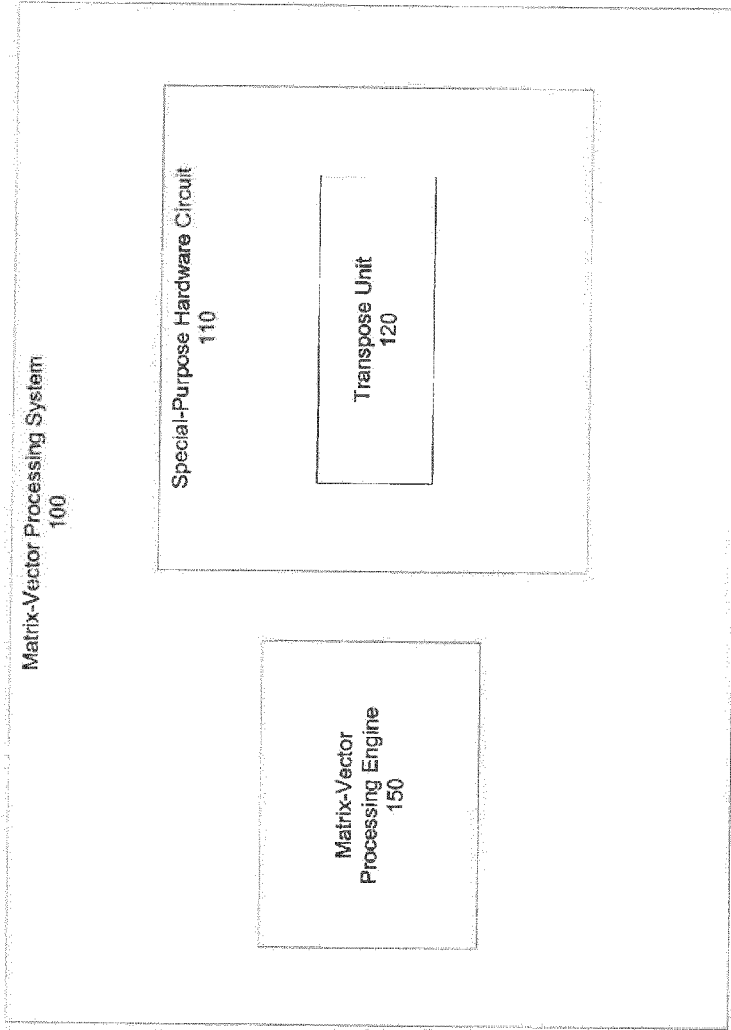 Matrix-Vector Processing System
100
Matrix-Vector
Processing Engine
150
Special-Purpose Hardware Circuit
110
Transpose Unit
120